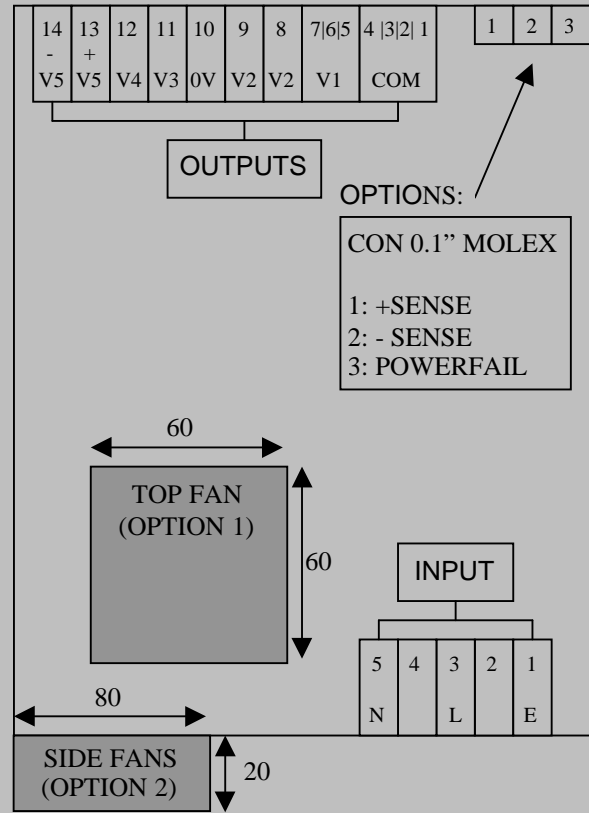 14 13 12 11 10 9 8 7|6|5 4 |3|2| 1
- +
V5 V5 V4 V3 0V V2 V2 V1 COM
1 2 3
OUTPUTS
OPTIONS:
CON 0.1” MOLEX
1: +SENSE
2: - SENSE
3: POWERFAIL
60
TOP FAN
(OPTION 1)
60
INPUT
5 4 3 2 1
N L E
80
SIDE FANS
(OPTION 2)
20